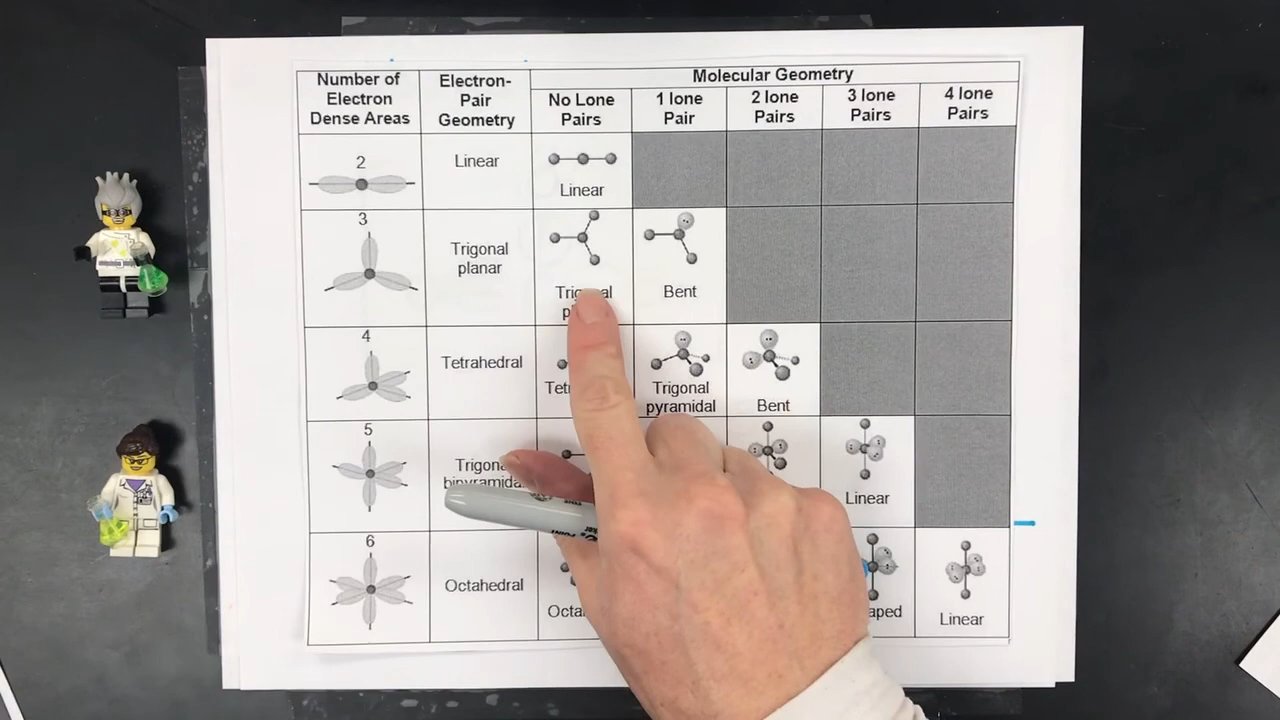 Number of
Electron
Dense Areas
Electron-
Pair
Geometry
Molecular Geometry
No Lone
Pairs
1 lone
Pair
2 lone
Pairs
3 lone
Pairs
4 lone
Pairs
2
Linear
Linear
3
Trigonal
planar
Bent
4
Tetrahedral
Trigonal
pyramidal
Bent
5
Linear
6
Octahedral
Linear